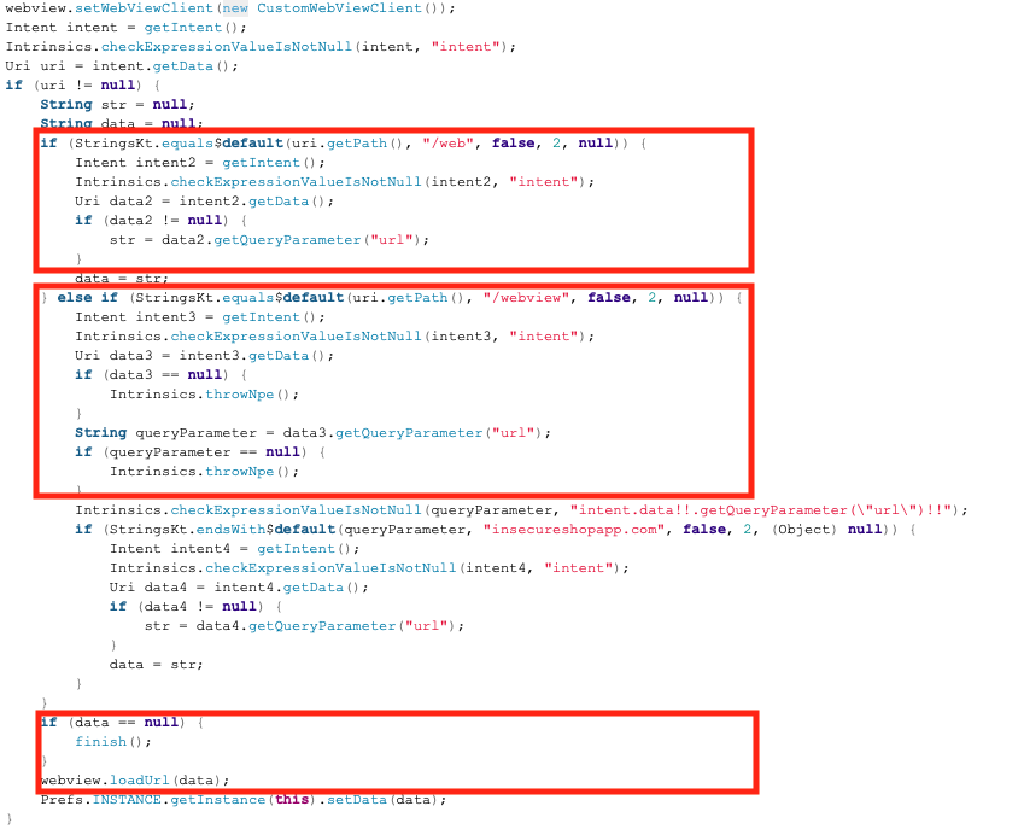 webview.setWebViewClient(new CustomWebViewClient());
Intent intent = getIntent();
Intrinsics.checkExpressionValueIsNotNull(intent, "intent");
Uri uri = intent.getData();
if (uri != null) {
    String str = null;
    String data = null;
    if (StringsKt.equals$default(uri.getPath(), "/web", false, 2, null)) {
        Intent intent2 = getIntent();
        Intrinsics.checkExpressionValueIsNotNull(intent2, "intent");
        Uri data2 = intent2.getData();
        if (data2 != null) {
            str = data2.getQueryParameter("url");
        }
        data = str;
    } else if (StringsKt.equals$default(uri.getPath(), "/webview", false, 2, null)) {
        Intent intent3 = getIntent();
        Intrinsics.checkExpressionValueIsNotNull(intent3, "intent");
        Uri data3 = intent3.getData();
        if (data3 == null) {
            Intrinsics.throwNpe();
        }
        String queryParameter = data3.getQueryParameter("url");
        if (queryParameter == null) {
            Intrinsics.throwNpe();
        }
        Intrinsics.checkExpressionValueIsNotNull(queryParameter, "intent.data!!.getQueryParameter(\"url\")!!");
        if (StringsKt.endsWith$default(queryParameter, "insecureshopapp.com", false, 2, (Object) null)) {
            Intent intent4 = getIntent();
            Intrinsics.checkExpressionValueIsNotNull(intent4, "intent");
            Uri data4 = intent4.getData();
            if (data4 != null) {
                str = data4.getQueryParameter("url");
            }
            data = str;
        }
    }
    if (data == null) {
        finish();
    }
    webview.loadUrl(data);
    Prefs.INSTANCE.getInstance(this).setData(data);
}